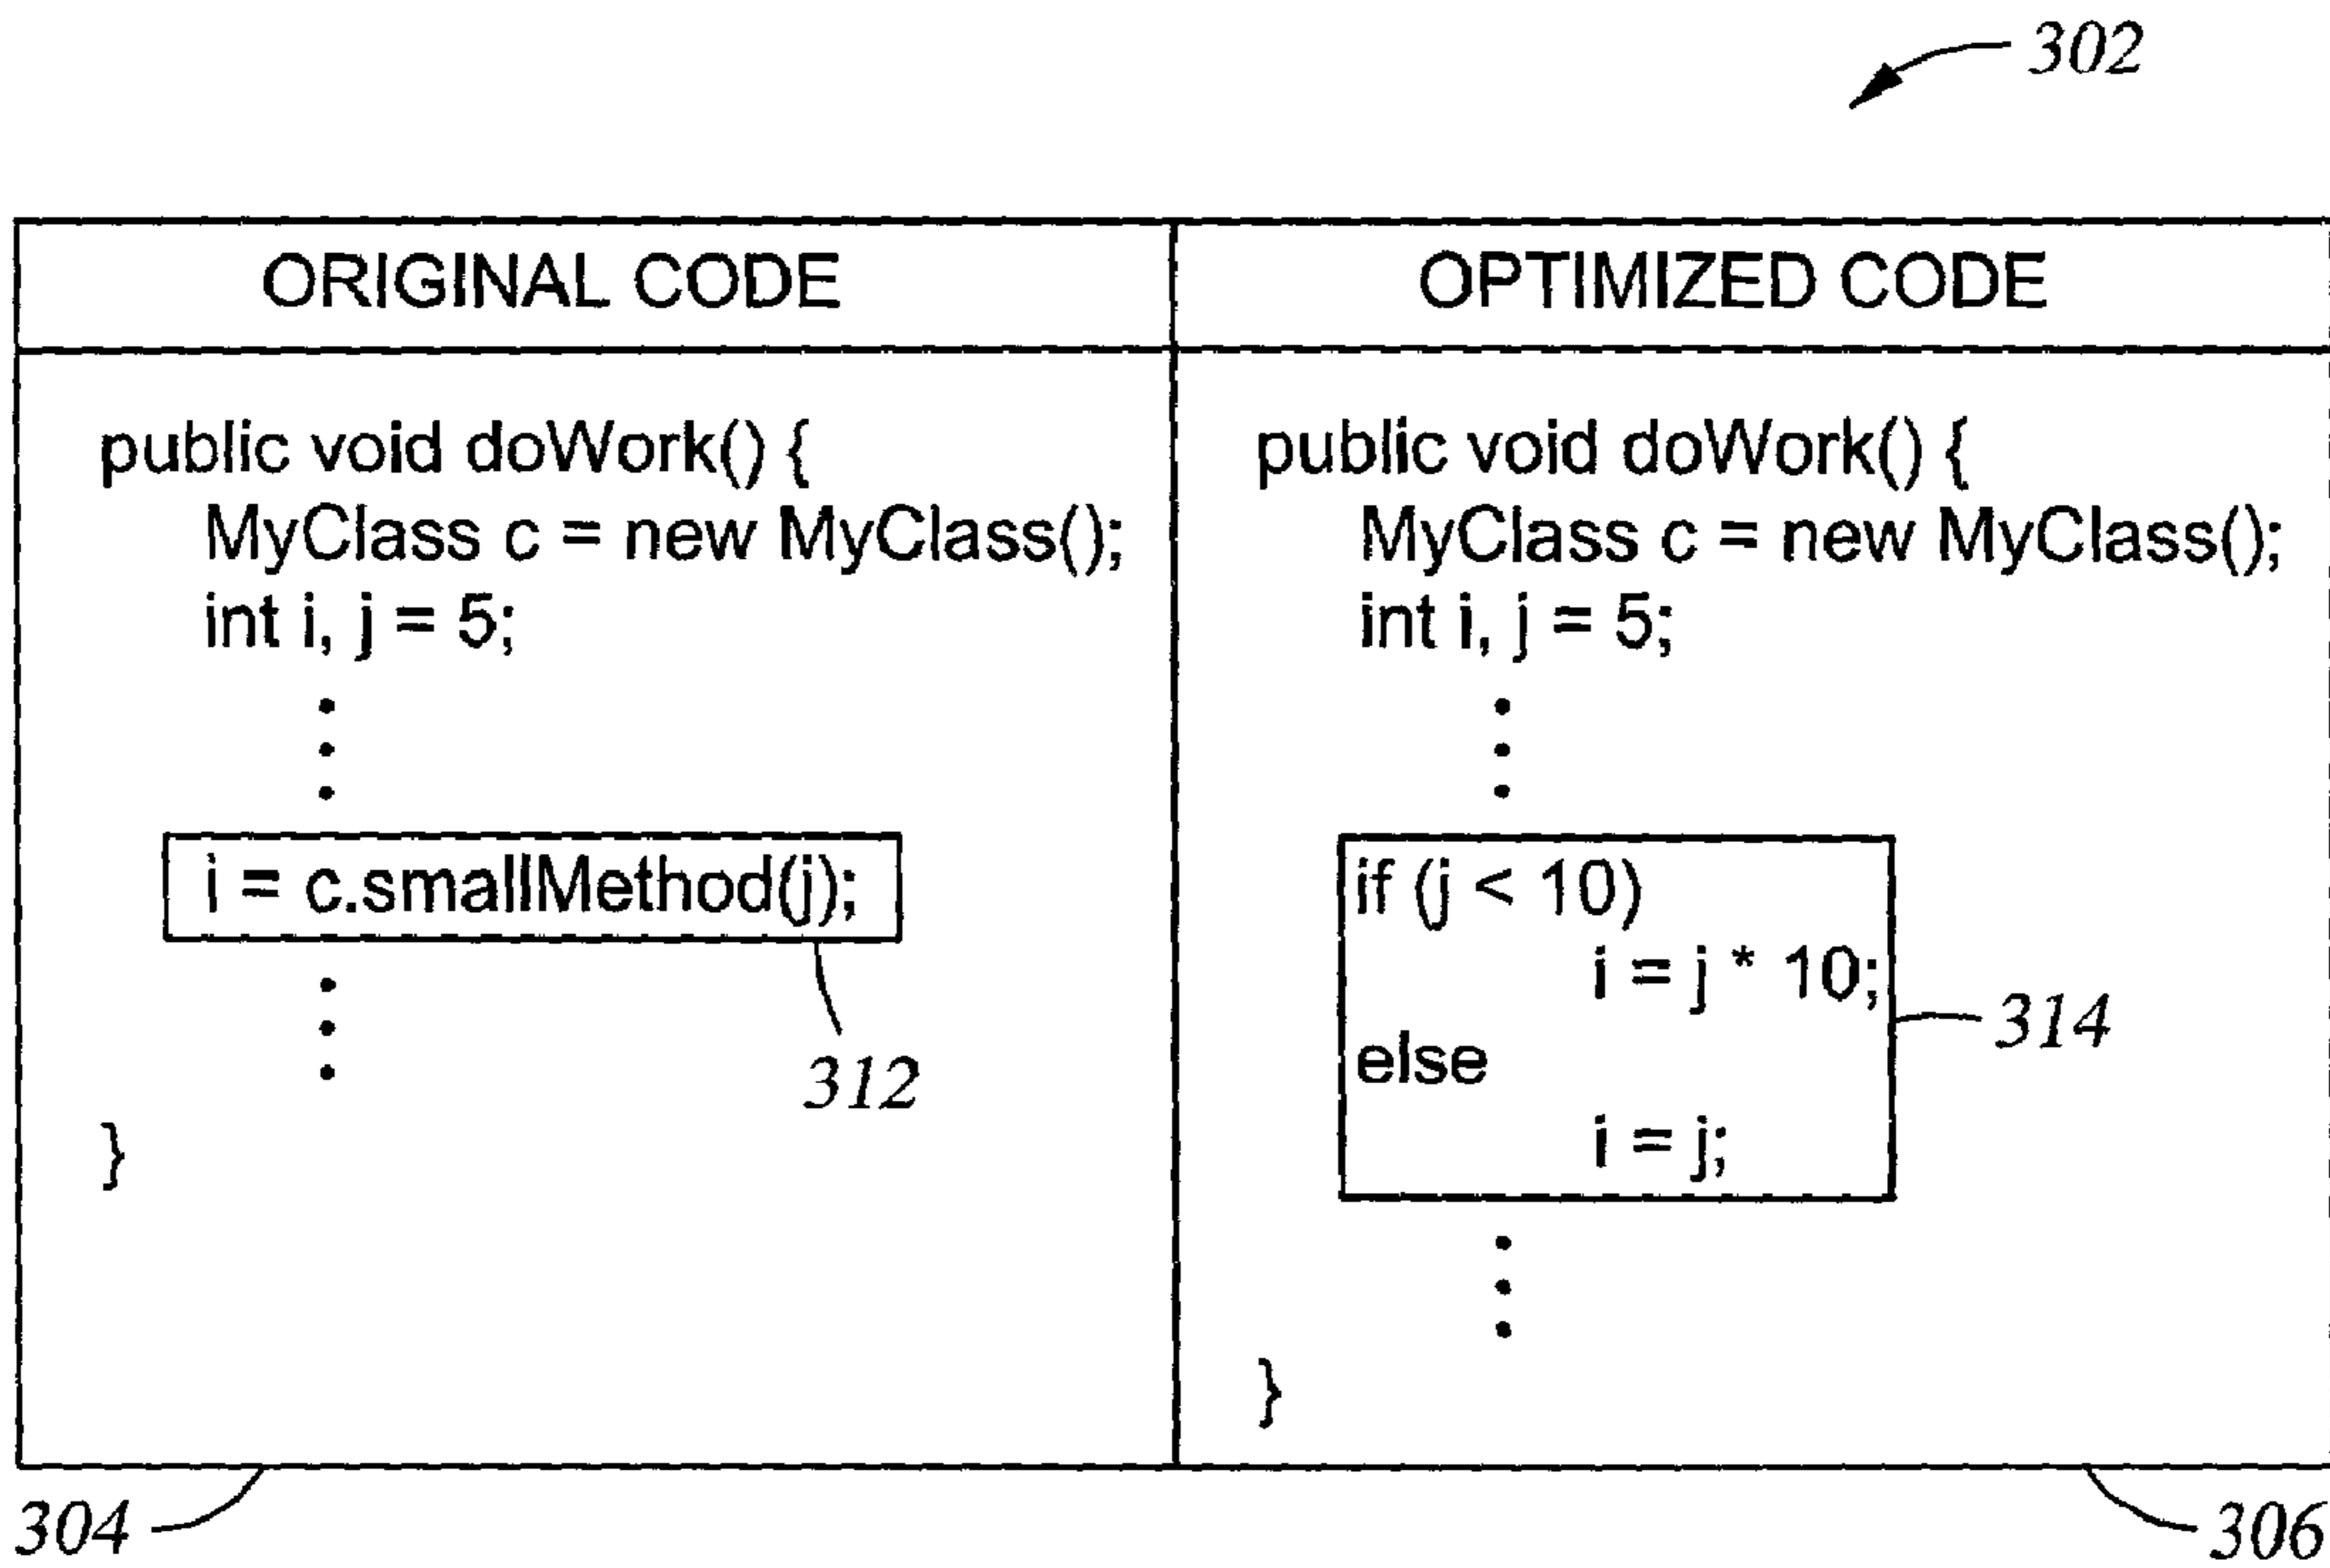 302
ORIGINAL CODE
public void doWork() {
MyClass c = new MyClass();
int i, j = 5;
i = c.smallMethod(j);
312
}
304
OPTIMIZED CODE
public void doWork() {
MyClass c = new MyClass();
int i, j = 5;
if (j < 10)
i = j * 10;
else
i = j;
314
}
306